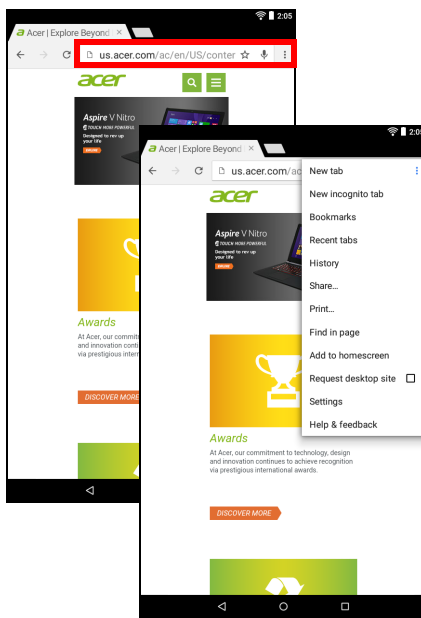 2:05
Acer | Explore Beyond ×
us.acer.com/ac/en/US/conter
acer
Aspire V Nitro
TOUCH MORE POWERFUL
Designed to rev up
your life
Awards
At Acer, our commit
and innovation conti
via prestigious intern
DISCOVER MORE
2:05
Acer | Explore Beyond ×
us.acer.com/ac
acer
Aspire V Nitro
TOUCH MORE POWERFUL
Designed to rev up
your life
New tab
New incognito tab
Bookmarks
Recent tabs
History
Share...
Print...
Find in page
Add to homescreen
Request desktop site
Settings
Help & feedback
Awards
At Acer, our commitment to technology, design
and innovation continues to achieve recognition
via prestigious international awards.
DISCOVER MORE